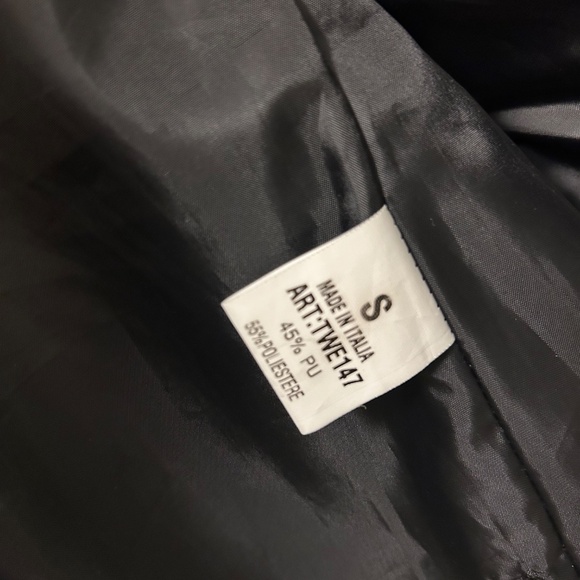 S
MADE IN ITALIA
ART:TWE147
45% PU
55%POLIESTERE